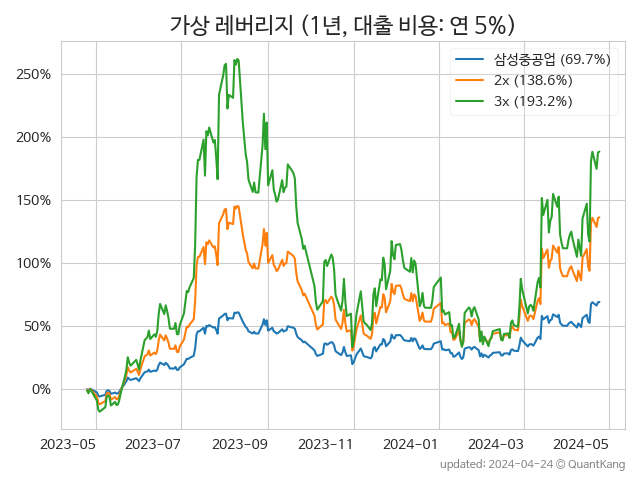 가상 레버리지 (1년, 대출 비용: 연 5%)
삼성중공업 (69.7%)
2x (138.6%)
3x (193.2%)
250%
200%
150%
100%
50%
0%
2023-05 2023-07 2023-09 2023-11 2024-01 2024-03 2024-05
updated: 2024-04-24 © QuantKang